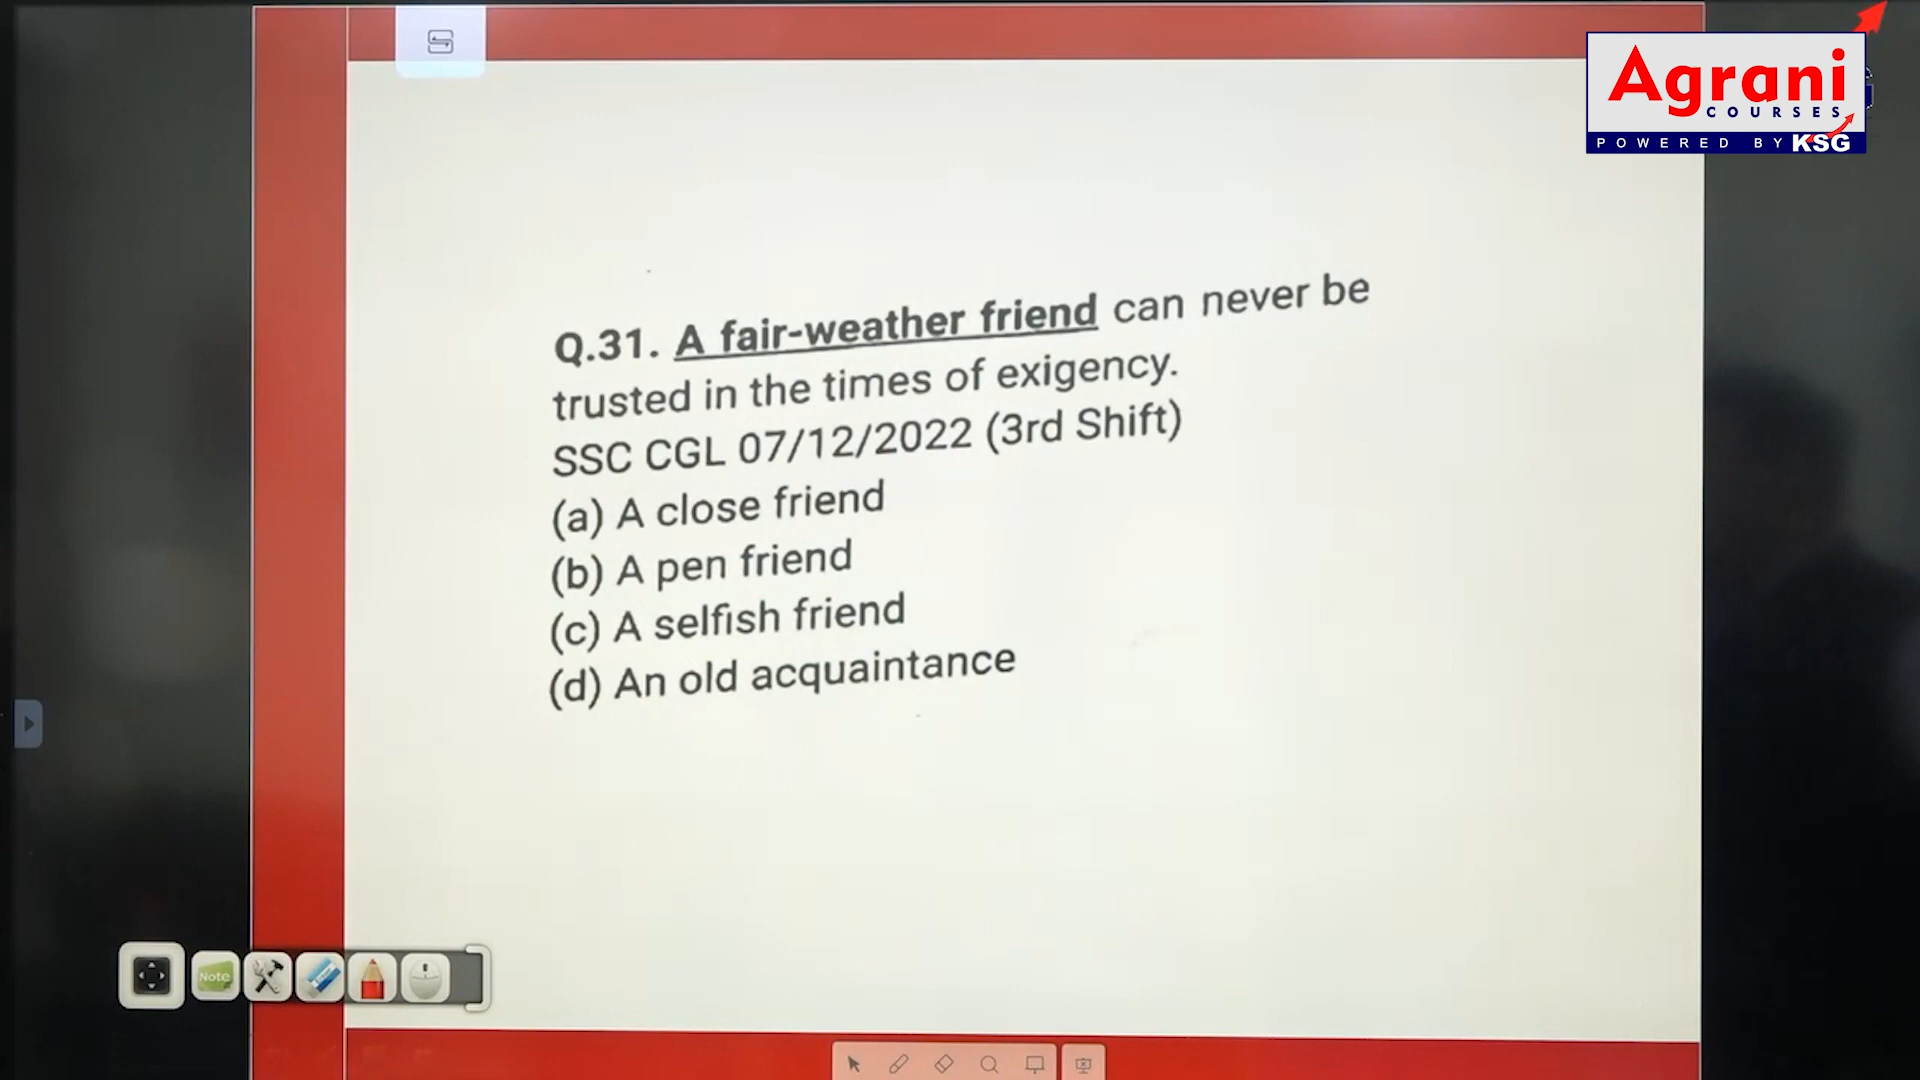 Agrani
COURSES
POWERED BY KSG
Q.31. A fair-weather friend can never be
trusted in the times of exigency.
SSC CGL 07/12/2022 (3rd Shift)
(a) A close friend
(b) A pen friend
(c) A selfish friend
(d) An old acquaintance
Note